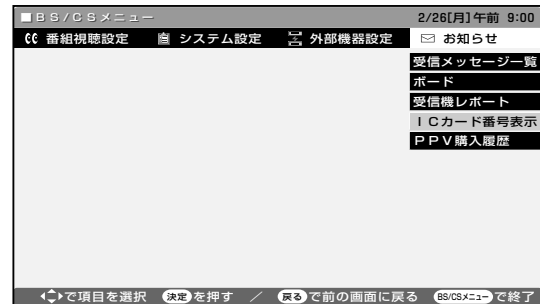 ■BS/CSメニュー 2/26[月]午前 9:00
番組視聴設定 システム設定 外部機器設定 お知らせ
受信メッセージ一覧
ボード
受信機レポート
ICカード番号表示
PPV購入履歴
で項目を選択 決定を押す / 戻るで前の画面に戻る BS/CSメニューで終了